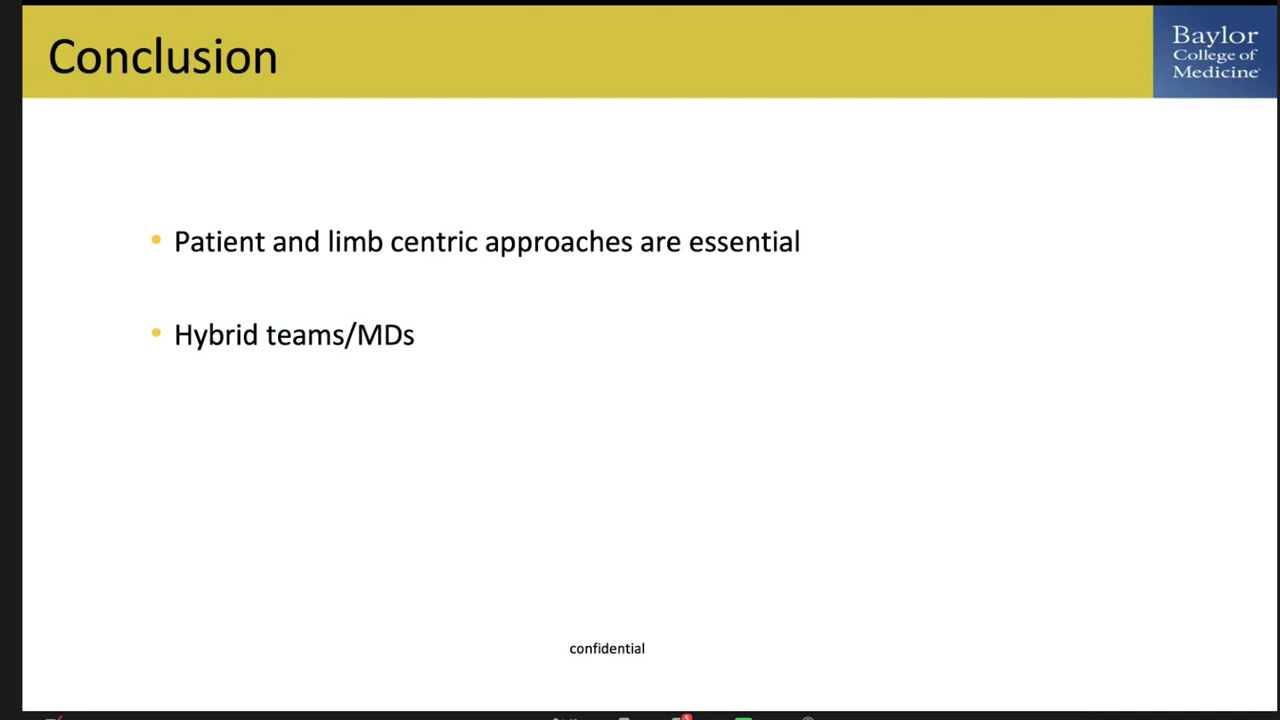 Conclusion
Baylor
College of
Medicine
• Patient and limb centric approaches are essential
• Hybrid teams/MDs
confidential